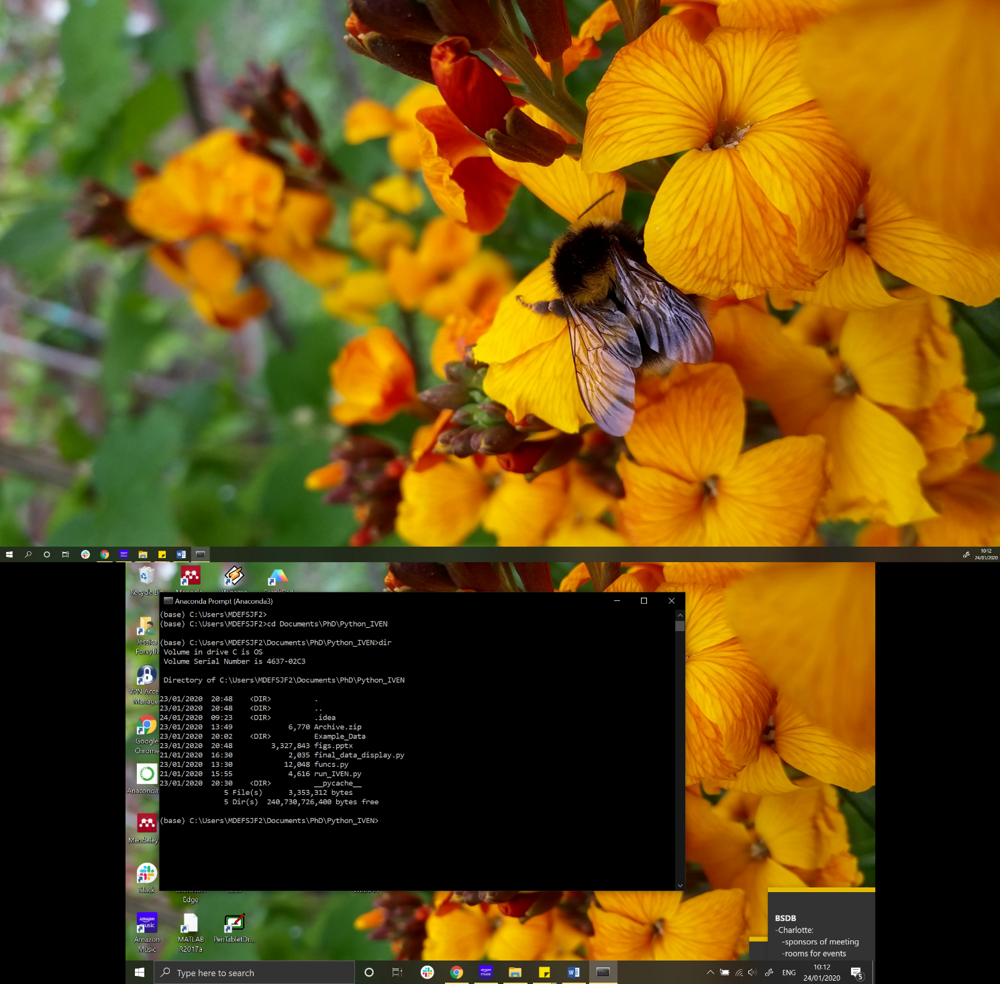 10:12
24/01/2020
Recycle Bin
Mendeley
Winamp
GraphPad
Anaconda Prompt (Anaconda3)
(base) C:\Users\MDEFSJF2>
(base) C:\Users\MDEFSJF2>cd Documents\PhD\Python_IVEN
(base) C:\Users\MDEFSJF2\Documents\PhD\Python_IVEN>dir
Volume in drive C is OS
Volume Serial Number is 4637-02C3
Directory of C:\Users\MDEFSJF2\Documents\PhD\Python_IVEN
23/01/2020 20:48 <DIR> .
23/01/2020 20:48 <DIR> ..
24/01/2020 09:23 <DIR> .idea
23/01/2020 13:49 6,770 Archive.zip
23/01/2020 20:02 <DIR> Example_Data
23/01/2020 20:48 3,327,843 figs.pptx
21/01/2020 16:30 2,035 final_data_display.py
23/01/2020 13:30 12,048 funcs.py
21/01/2020 15:55 4,616 run_IVEN.py
23/01/2020 20:30 <DIR> __pycache__
5 File(s) 3,353,312 bytes
5 Dir(s) 240,730,726,400 bytes free
(base) C:\Users\MDEFSJF2\Documents\PhD\Python_IVEN>
Jessica
Forsyth
VPN Acce
Manage
Google
Chrome
Anaconda
Mendeley
Slack
Edge
amazon
music
Amazon
Music
MATLAB
R2017a
PenTabletDr...
BSDB
-Charlotte:
-sponsors of meeting
-rooms for events
Type here to search
ENG
10:12
24/01/2020
5